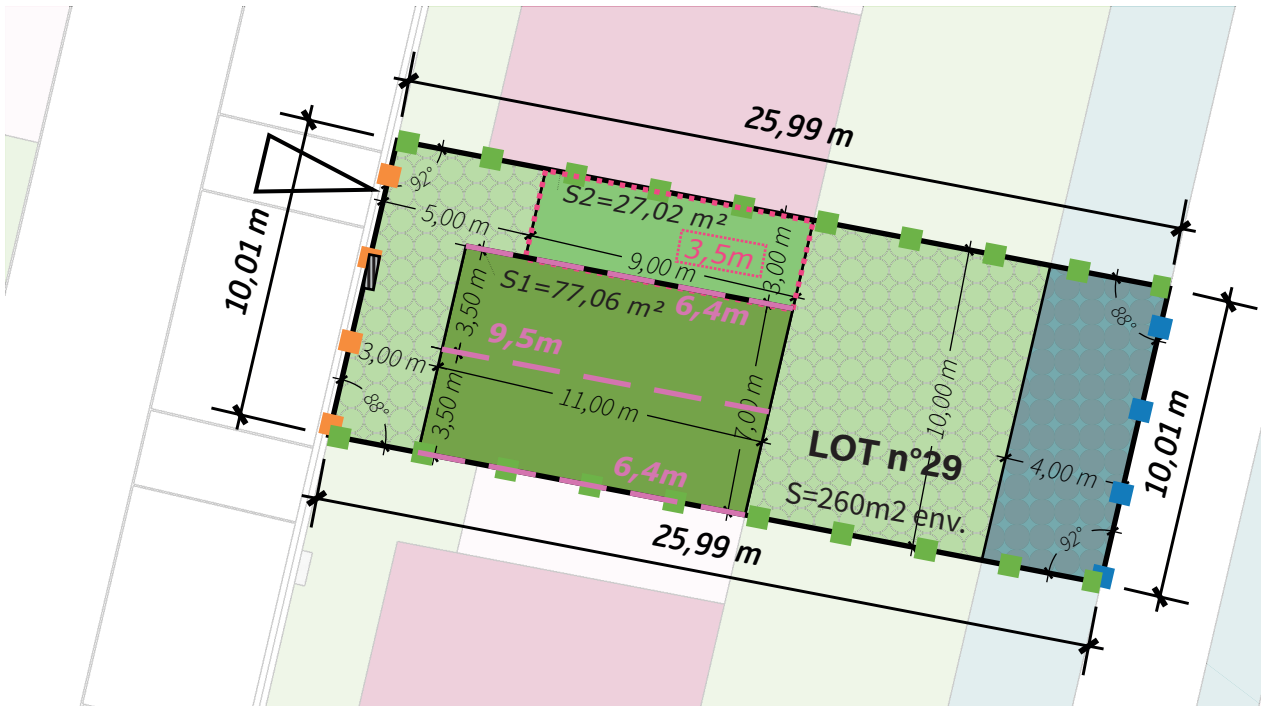 25,99 m
10,01 m
92°
5,00 m
S2=27,02 m²
3,5m
9,00 m
3,00 m
S1=77,06 m²
6,4m
3,50 m
9,5m
3,00 m
11,00 m
7,00 m
3,50 m
88°
6,4m
10,00 m
LOT n°29
S=260m2 env.
4,00 m
88°
92°
10,01 m
25,99 m